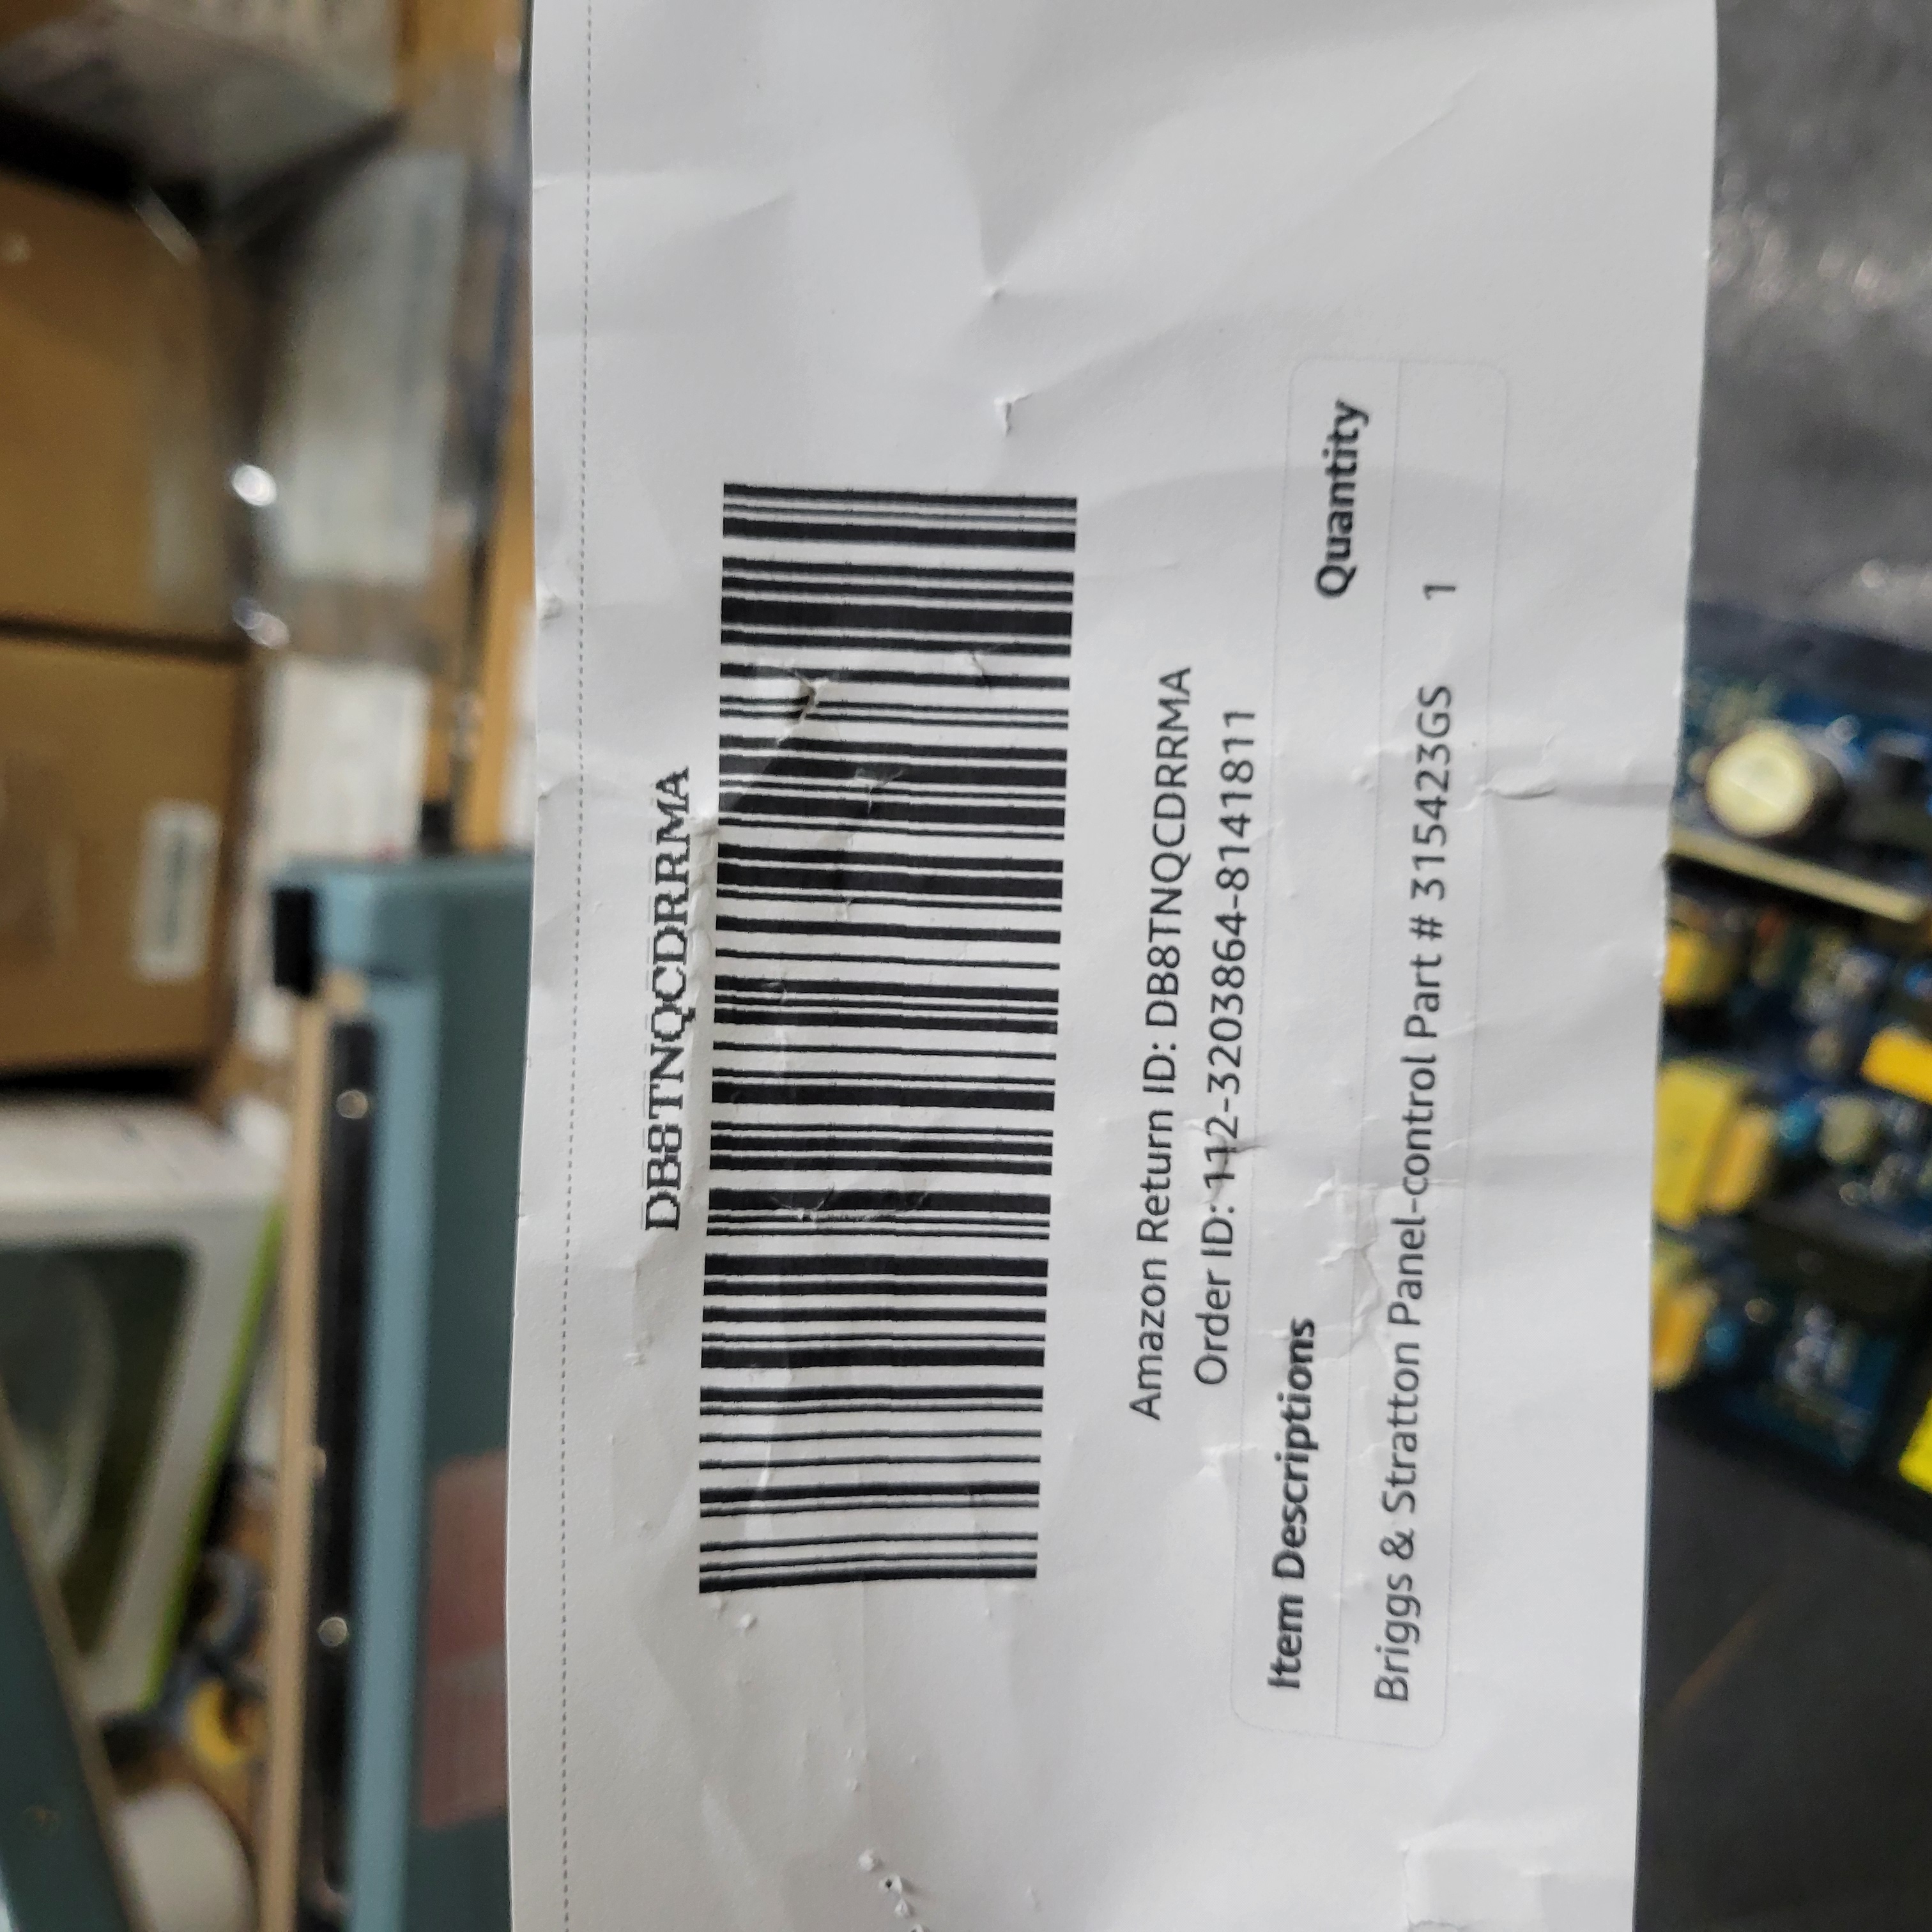 DB8TNQCDRRMA
Amazon Return ID: DB8TNQCDRRMA
Order ID: 112-3203864-8141811
Item Descriptions Quantity
Briggs & Stratton Panel-control Part # 315423GS 1